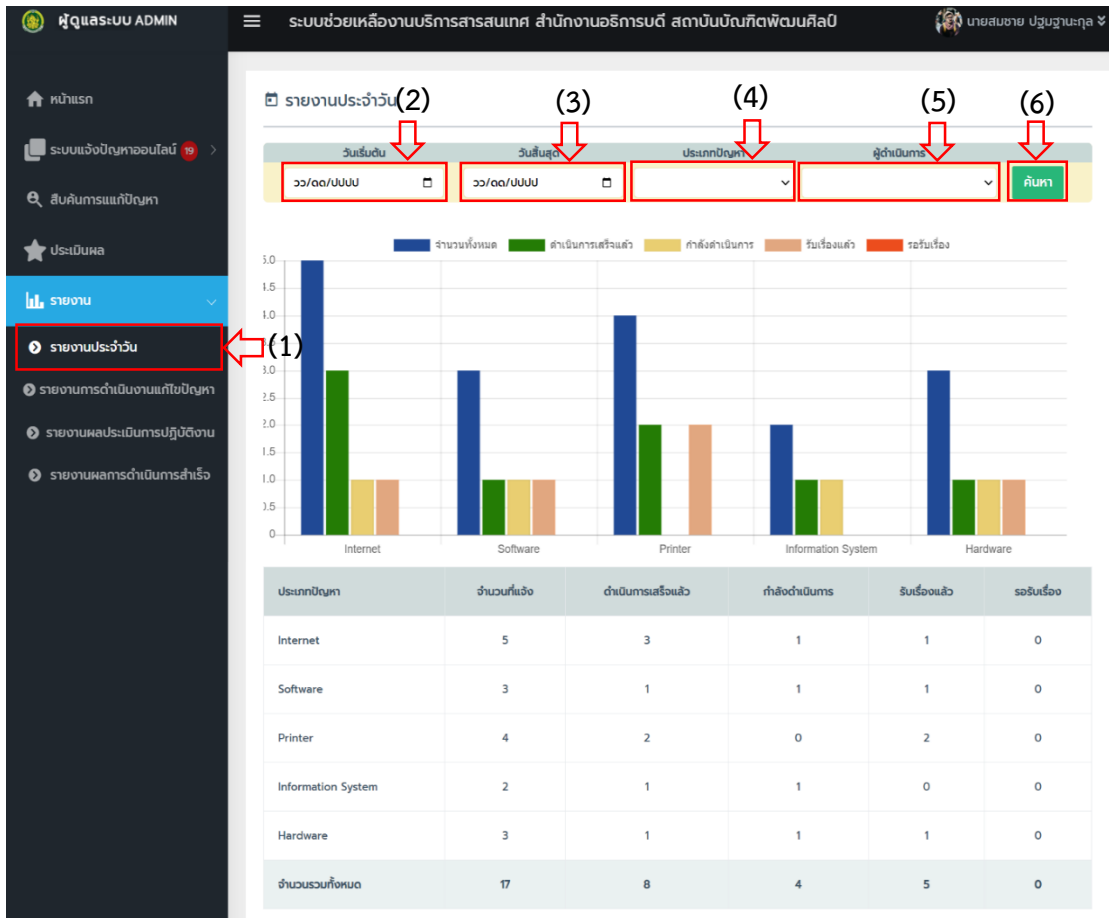 ผู้ดูแลระบบ ADMIN
ระบบช่วยเหลืองานบริการสารสนเทศ สำนักงานอธิการบดี สถาบันบัณฑิตพัฒนศิลป์
นายสมชาย ปฐมฐานะกุล
หน้าแรก
ระบบแจ้งปัญหาออนไลน์ 19
สืบค้นการแแก้ปัญหา
ประเมินผล
รายงาน
รายงานประจำวัน
(1)
รายงานการดำเนินงานแก้ไขปัญหา
รายงานผลประเมินการปฏิบัติงาน
รายงานผลการดำเนินการสำเร็จ
รายงานประจำวัน
(2) (3) (4) (5) (6)
วันเริ่มต้น วันสิ้นสุด ประเภทปัญหา ผู้ดำเนินการ
วว/ดด/ปปปป วว/ดด/ปปปป ค้นหา
จำนวนทั้งหมด ดำเนินการเสร็จแล้ว กำลังดำเนินการ รับเรื่องแล้ว รอรับเรื่อง
5.0
4.5
4.0
3.0
2.5
2.0
1.5
1.0
0.5
0
Internet Software Printer Information System Hardware
ประเภทปัญหา จำนวนที่แจ้ง ดำเนินการเสร็จแล้ว กำลังดำเนินการ รับเรื่องแล้ว รอรับเรื่อง
Internet 5 3 1 1 0
Software 3 1 1 1 0
Printer 4 2 0 2 0
Information System 2 1 1 0 0
Hardware 3 1 1 1 0
จำนวนรวมทั้งหมด 17 8 4 5 0